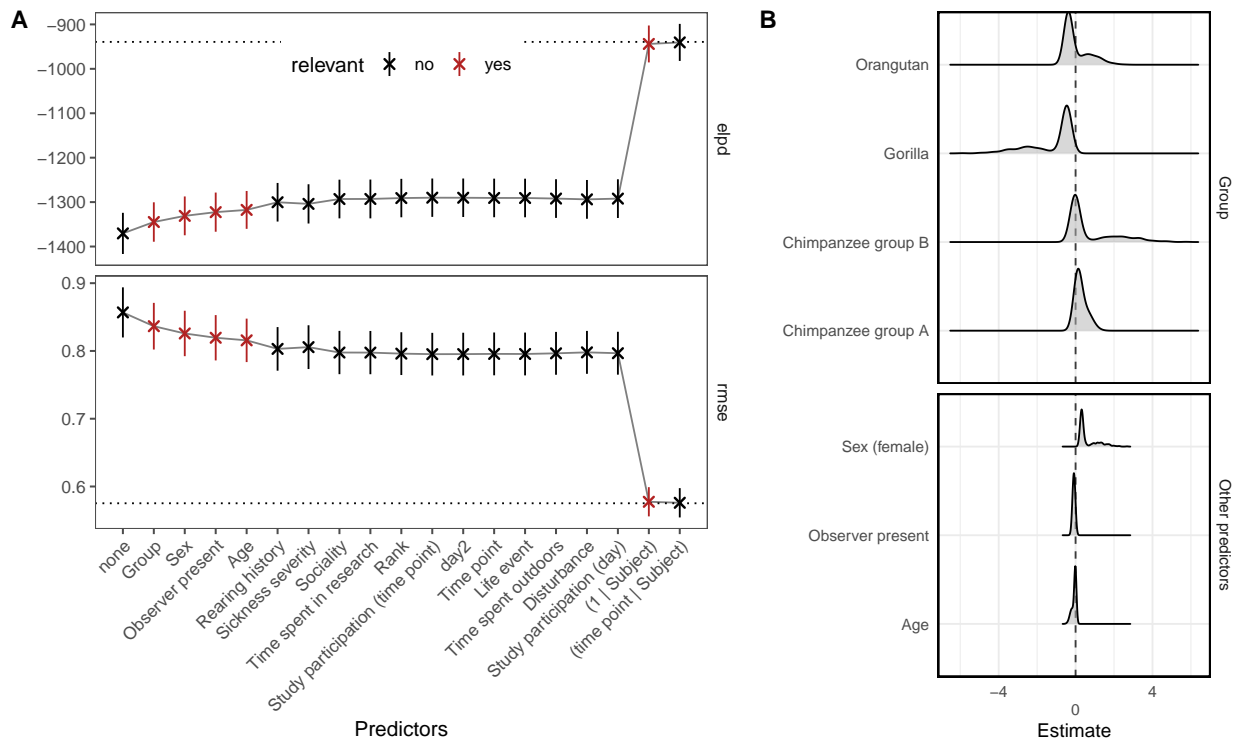 A
−900
−1000
−1100
−1200
−1300
−1400
relevant no yes
elpd
0.9
0.8
0.7
0.6
rmse
none
Group
Sex
Observer present
Age
Rearing history
Sickness severity
Sociality
Time spent in research
Rank
Study participation (time point)
day2
Time point
Life event
Time spent outdoors
Disturbance
Study participation (day)
(1 | Subject)
(time point | Subject)
Predictors
B
Orangutan
Gorilla
Chimpanzee group B
Chimpanzee group A
Group
Sex (female)
Observer present
Age
Other predictors
−4
0
4
Estimate